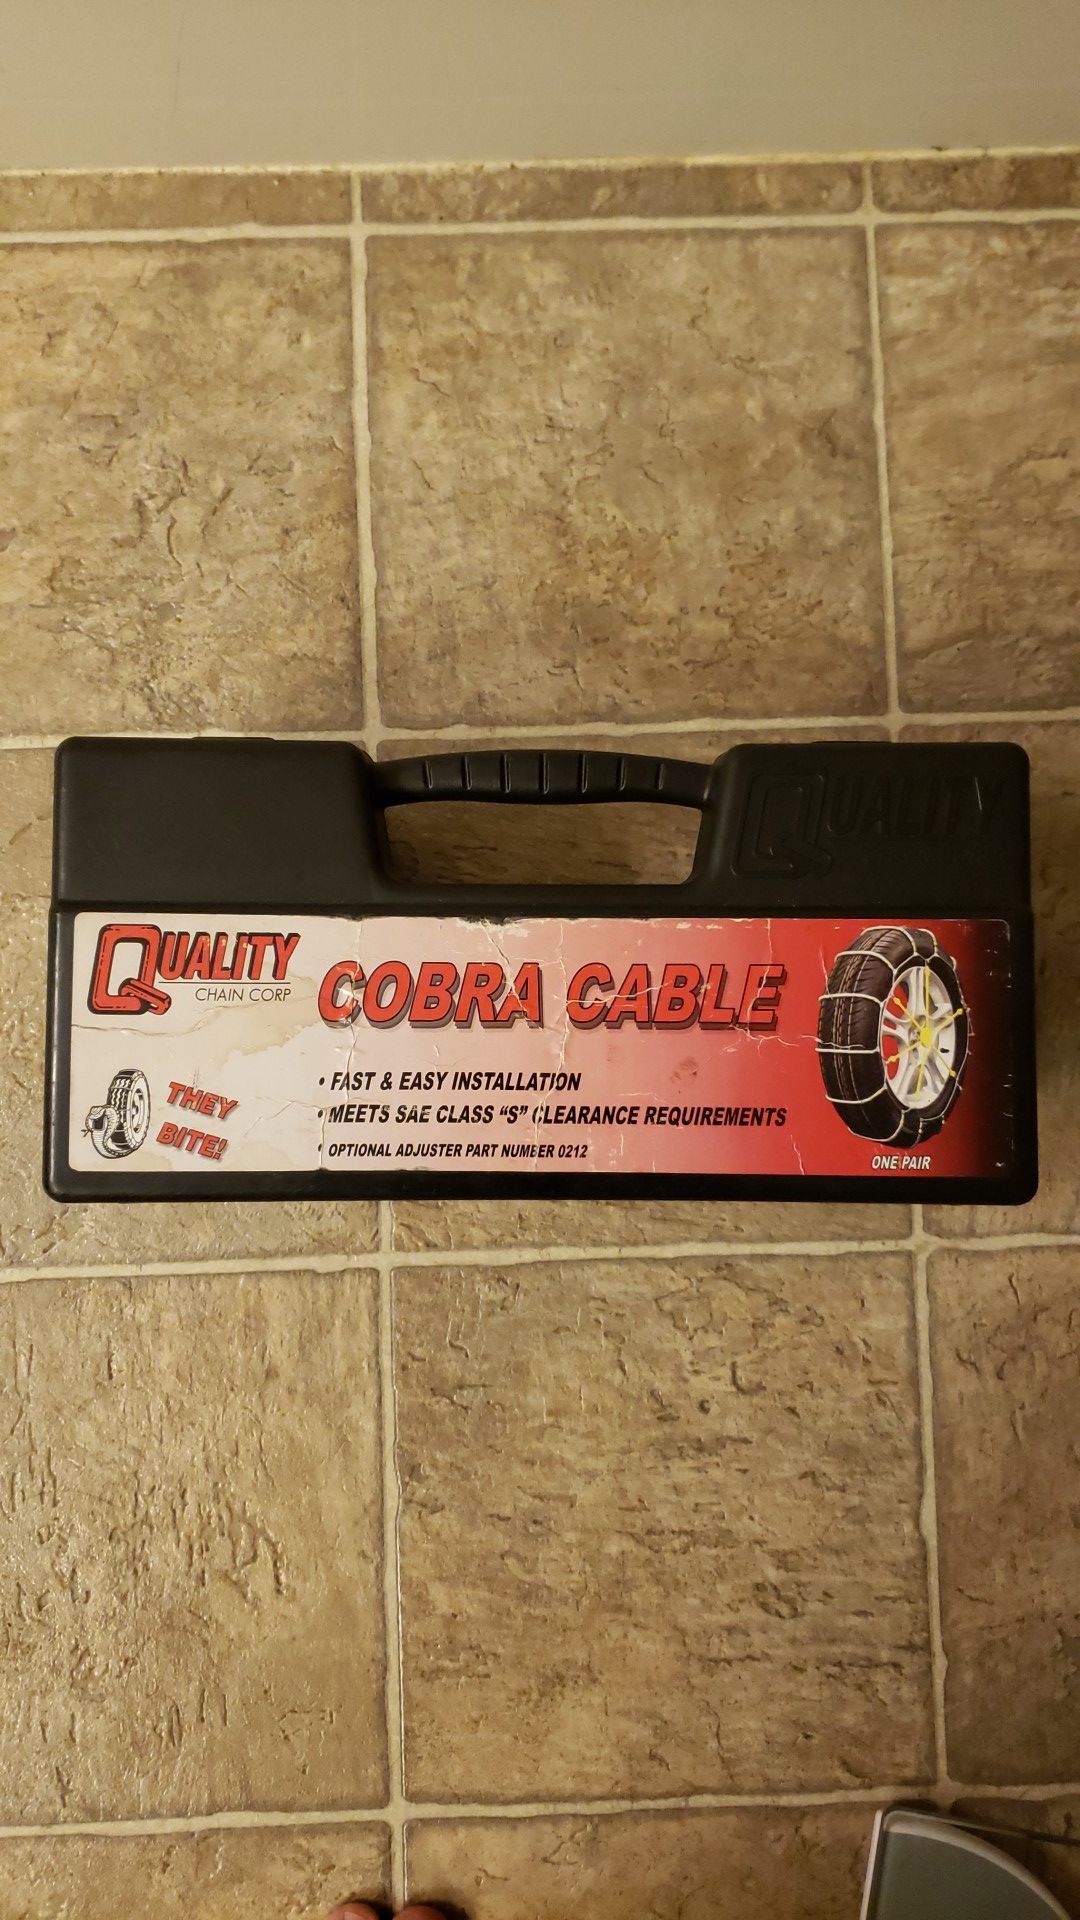 QUALITY
QUALITY
CHAIN CORP
COBRA CABLE
THEY
BITE!
• FAST & EASY INSTALLATION
• MEETS SAE CLASS "S" CLEARANCE REQUIREMENTS
• OPTIONAL ADJUSTER PART NUMBER 0212
ONE PAIR